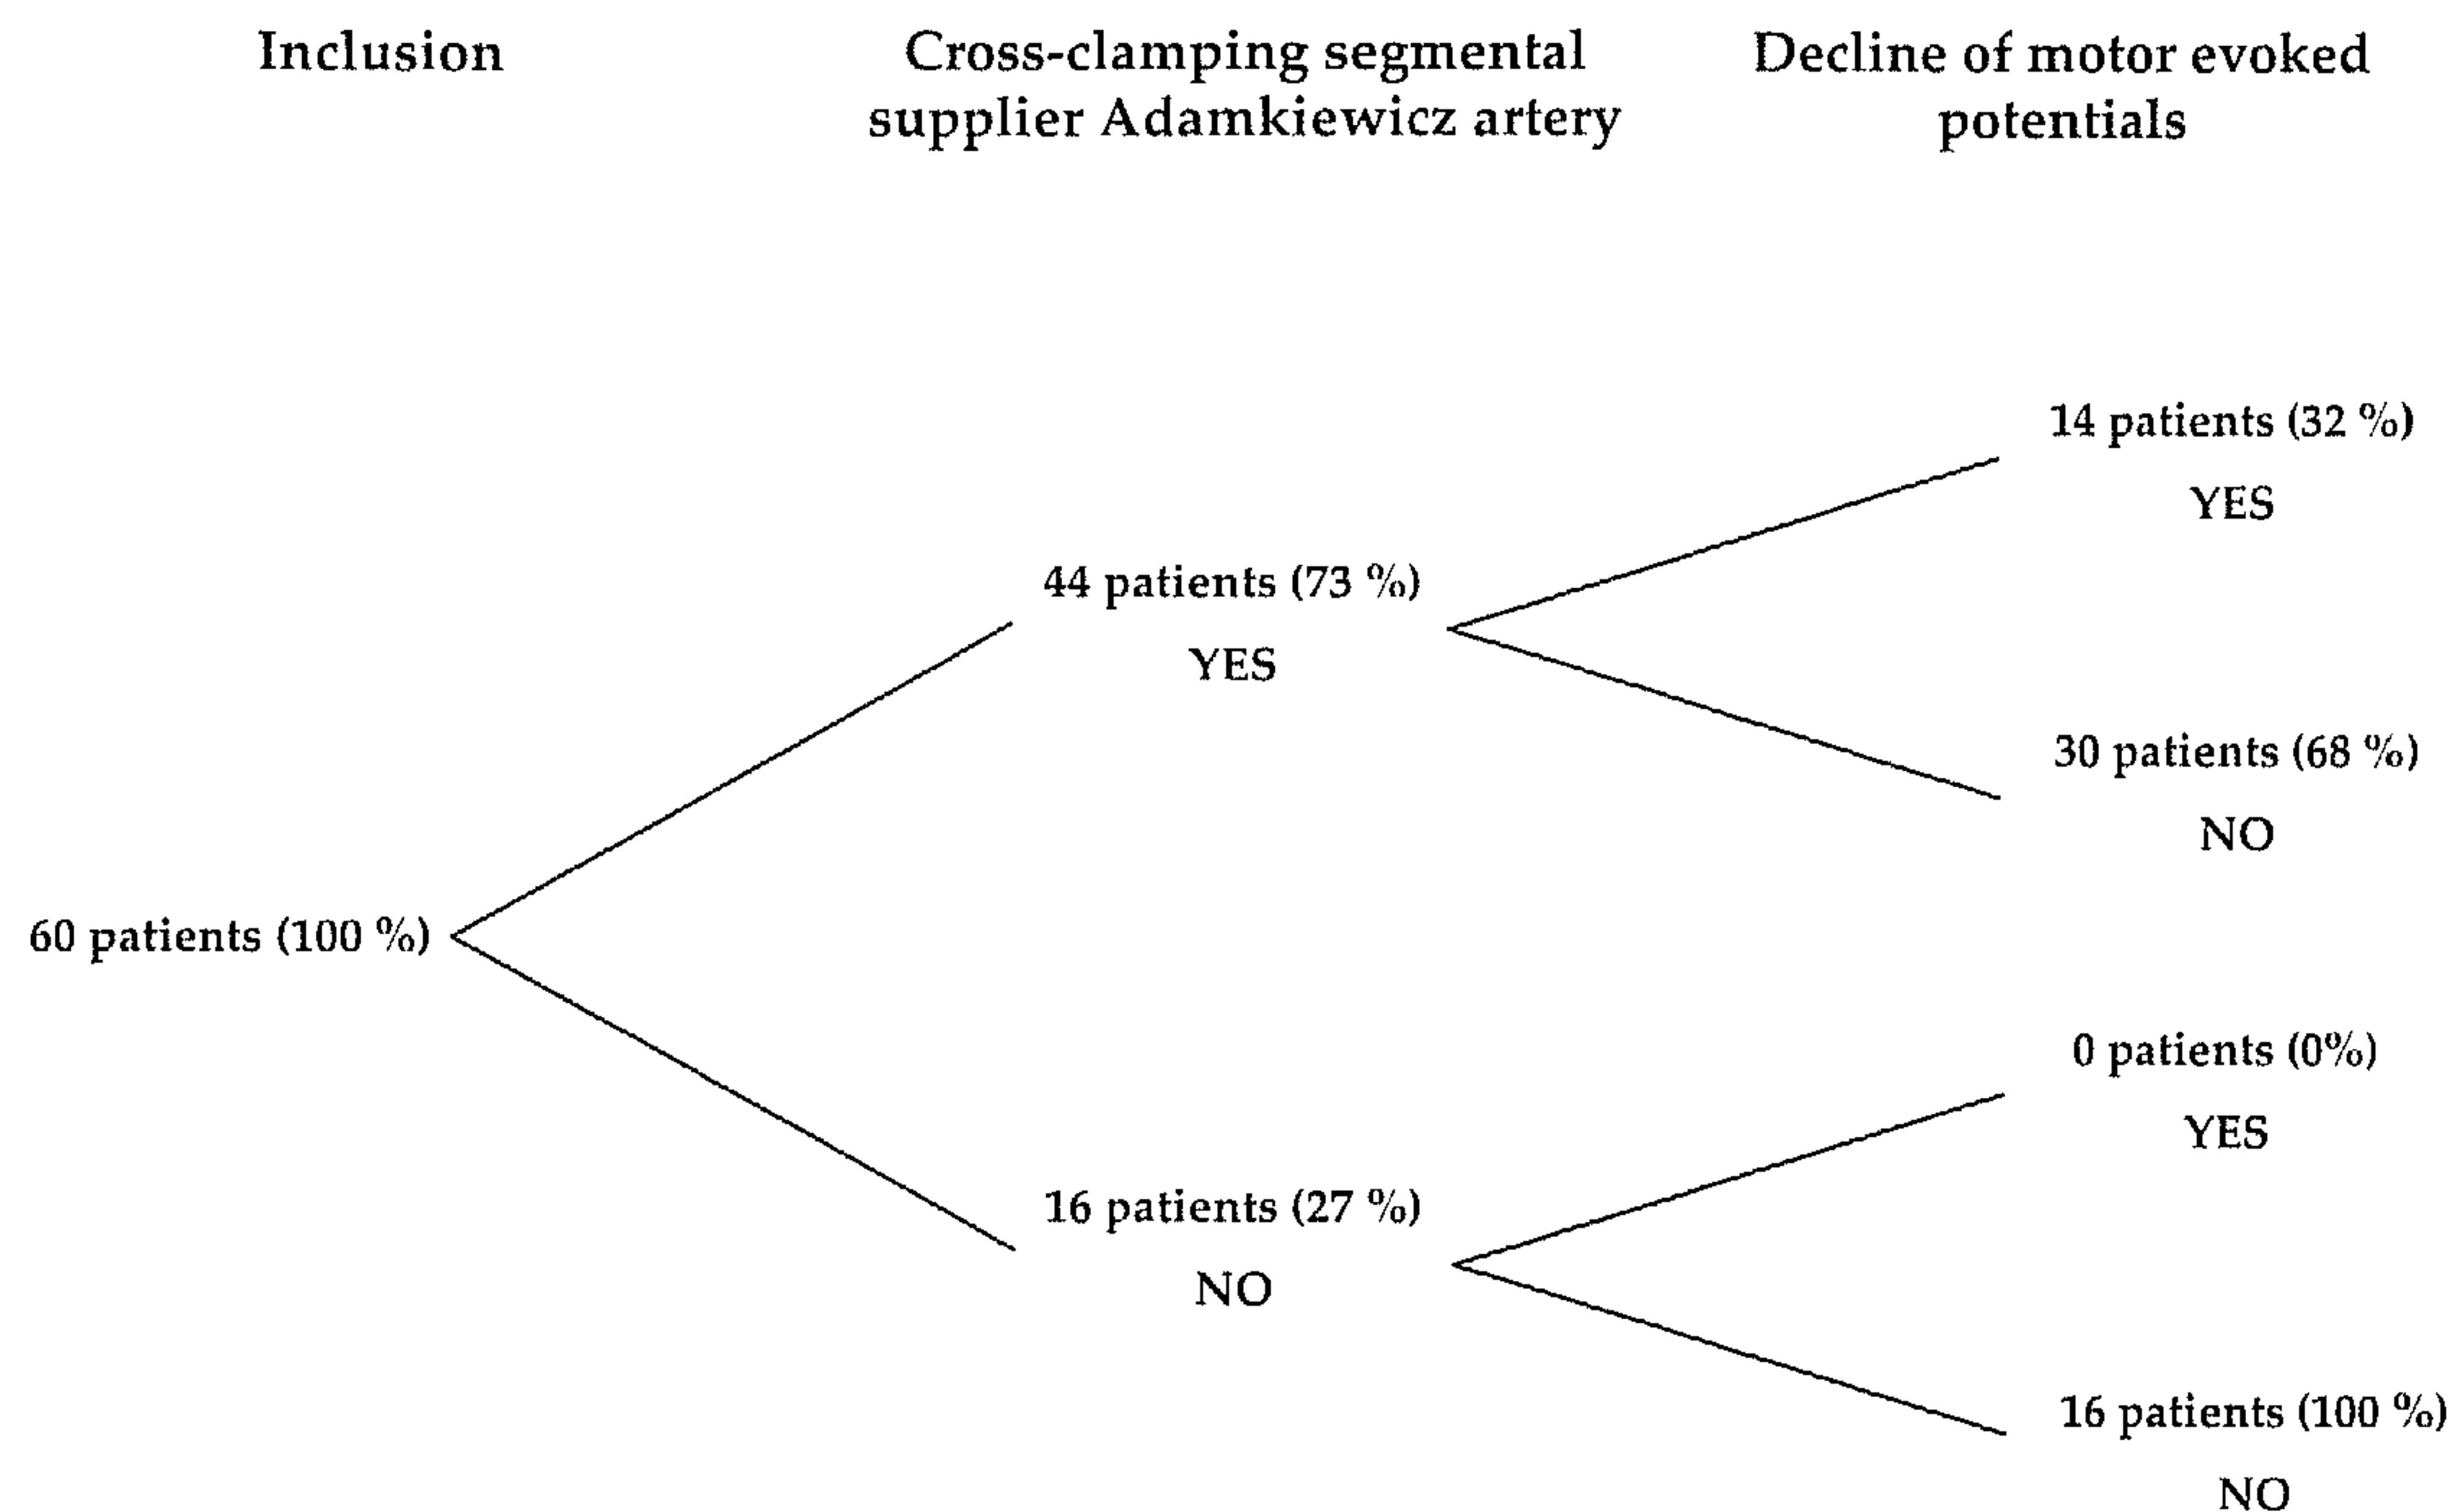 Inclusion
Cross-clamping segmental
supplier Adamkiewicz artery
Decline of motor evoked
potentials
14 patients (32 %)
YES
44 patients (73 %)
YES
30 patients (68 %)
NO
60 patients (100 %)
0 patients (0%)
YES
16 patients (27 %)
NO
16 patients (100 %)
NO